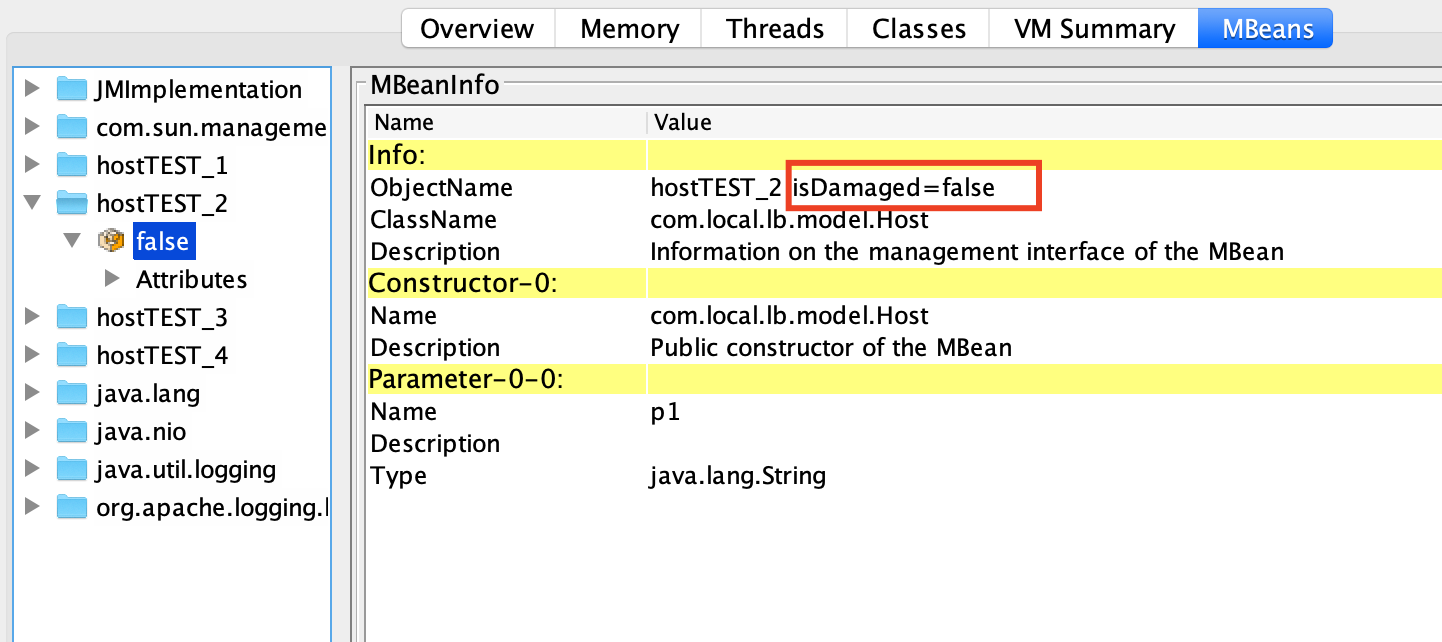 Overview Memory Threads Classes VM Summary MBeans
JMImplementation
com.sun.manageme
hostTEST_1
hostTEST_2
false
Attributes
hostTEST_3
hostTEST_4
java.lang
java.nio
java.util.logging
org.apache.logging.l
MBeanInfo
Name Value
Info:
ObjectName hostTEST_2 isDamaged=false
ClassName com.local.lb.model.Host
Description Information on the management interface of the MBean
Constructor-0:
Name com.local.lb.model.Host
Description Public constructor of the MBean
Parameter-0-0:
Name p1
Description
Type java.lang.String